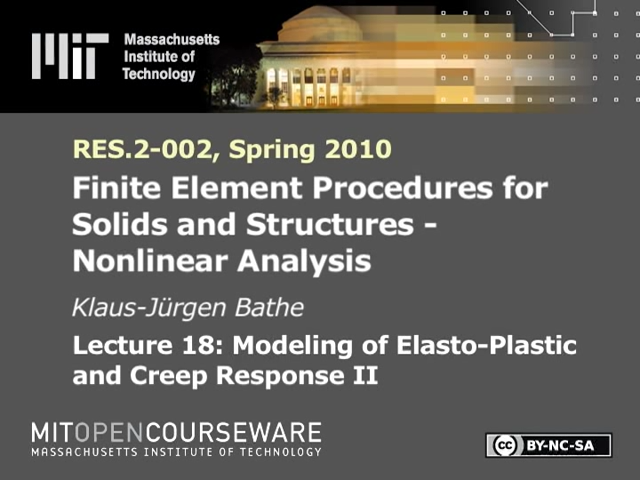 MIT
Massachusetts
Institute of
Technology
RES.2-002, Spring 2010
Finite Element Procedures for
Solids and Structures -
Nonlinear Analysis
Klaus-Jürgen Bathe
Lecture 18: Modeling of Elasto-Plastic
and Creep Response II
MITOPENCOURSEWARE
MASSACHUSETTS INSTITUTE OF TECHNOLOGY
cc BY-NC-SA